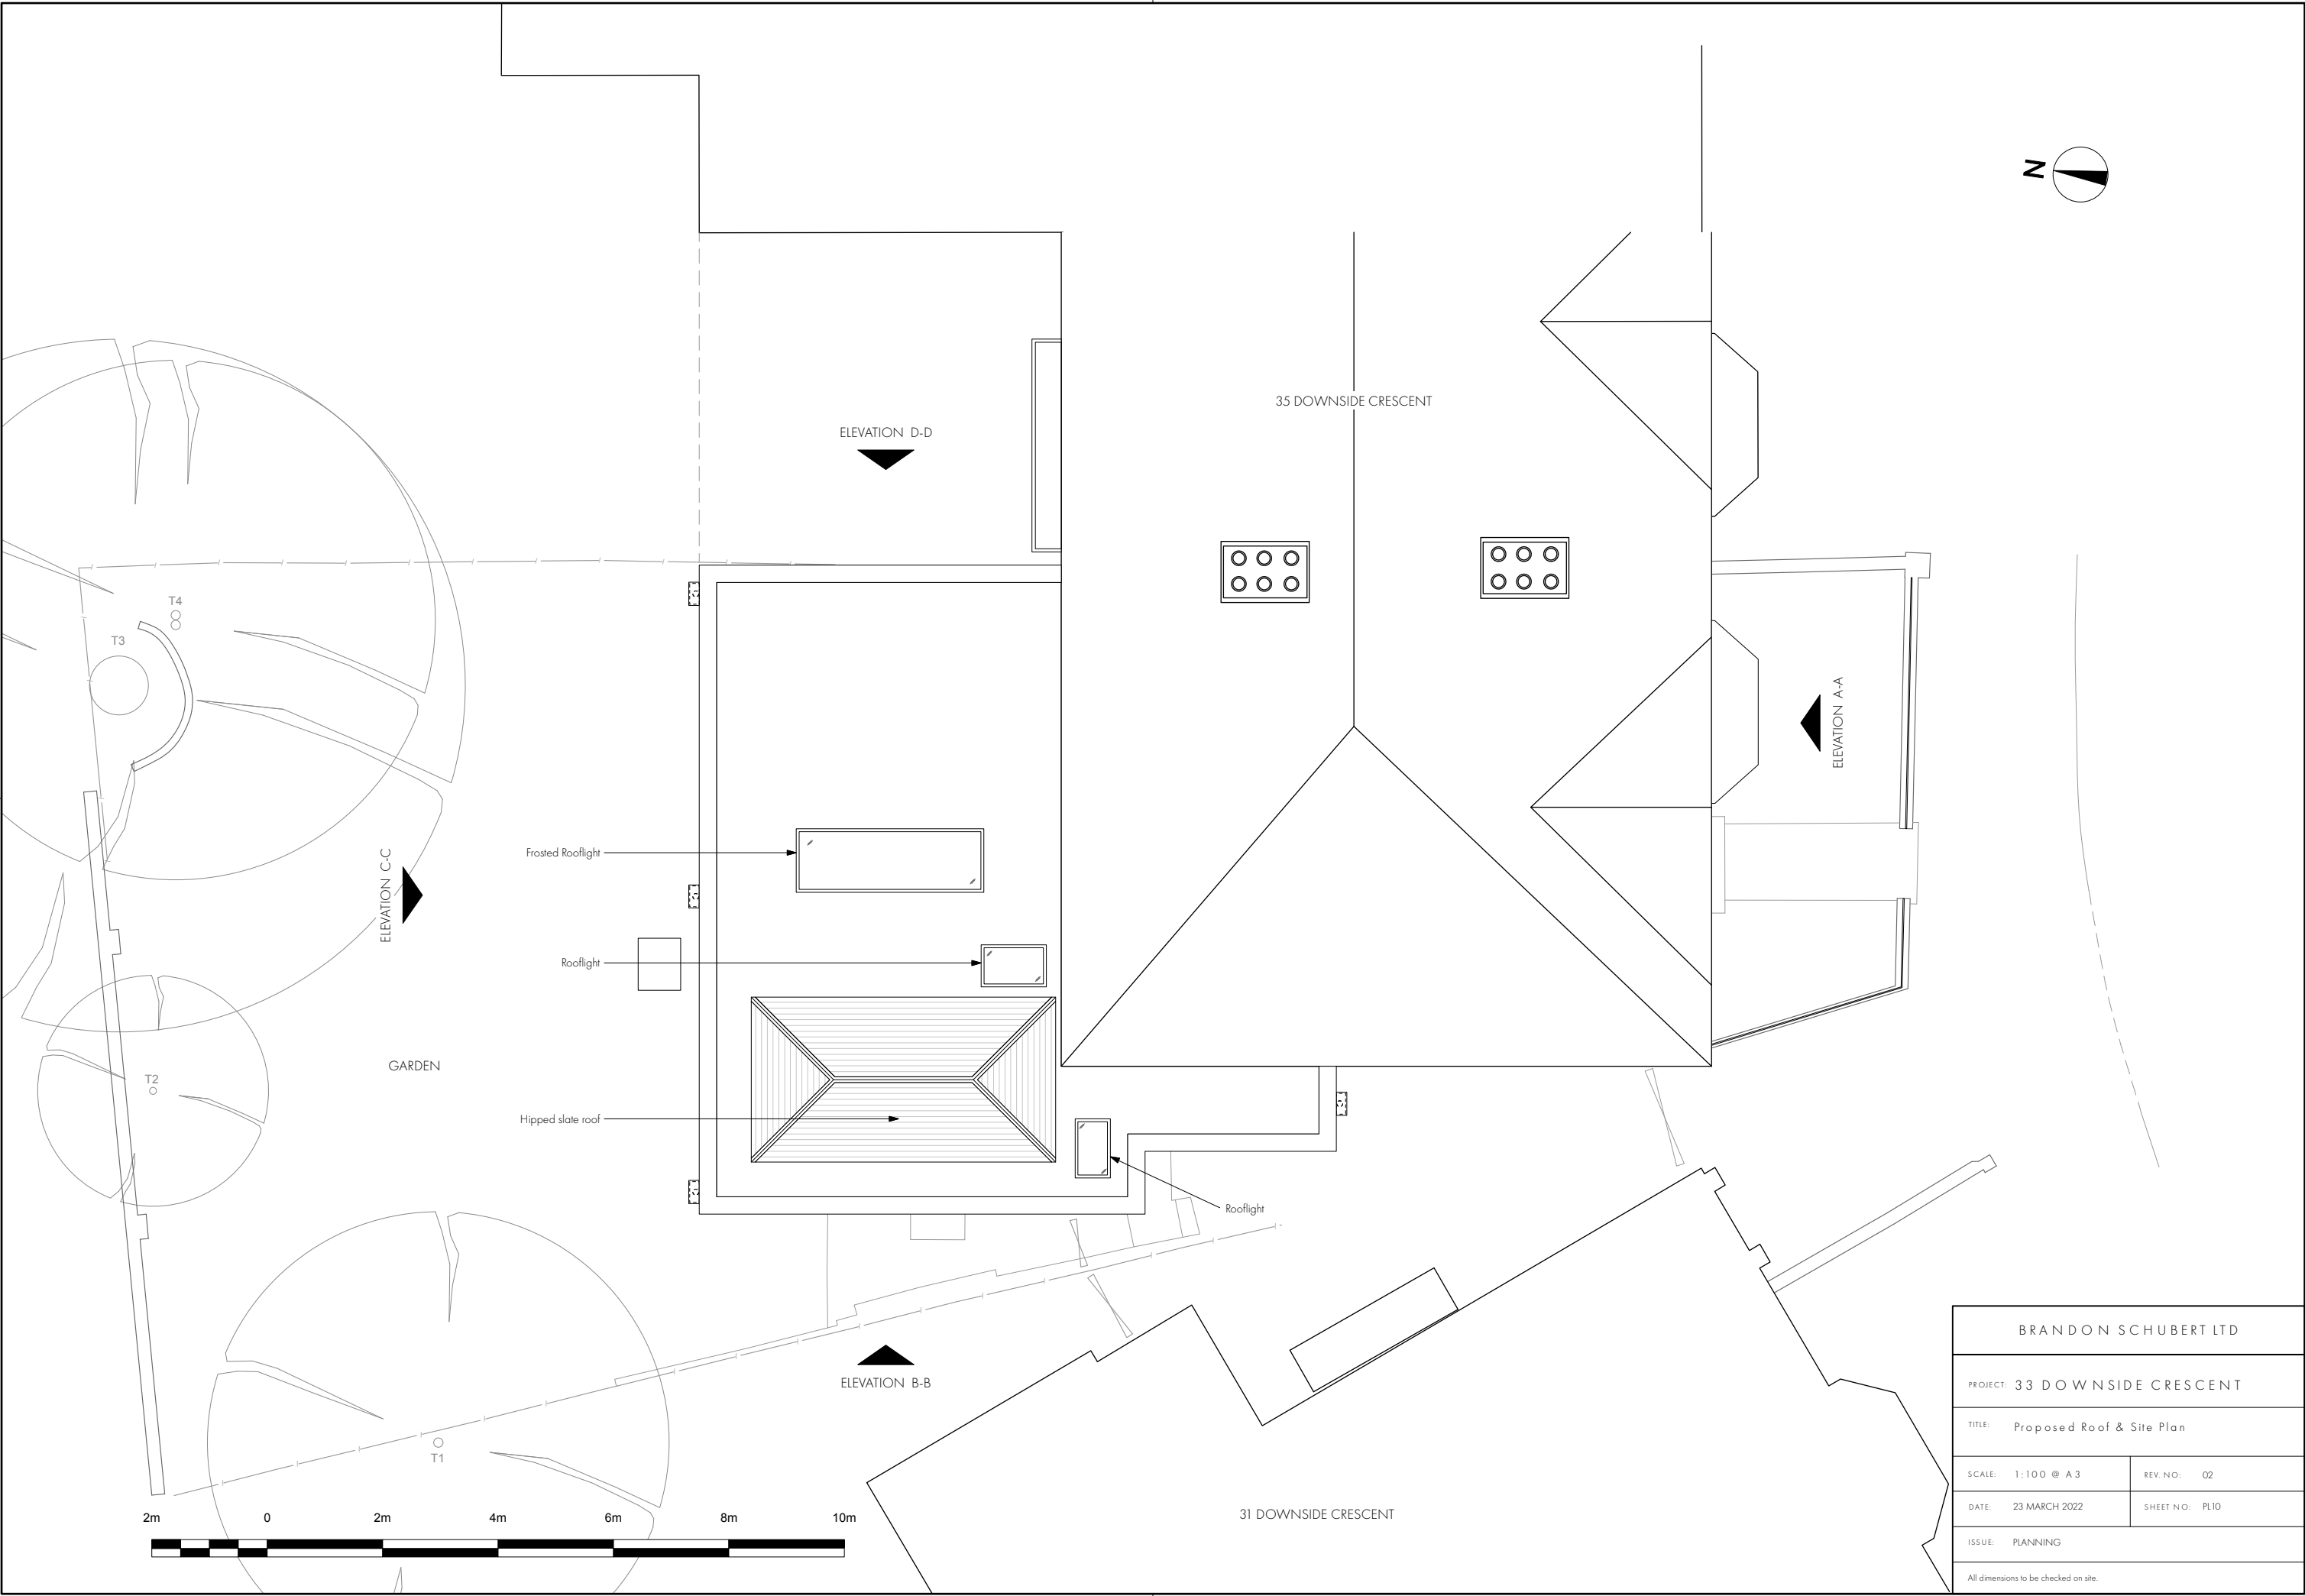 N
35 DOWNSIDE CRESCENT
ELEVATION D-D
T4
T3
ELEVATION A-A
Frosted Rooflight
ELEVATION C-C
Rooflight
GARDEN
T2
Hipped slate roof
Rooflight
ELEVATION B-B
T1
31 DOWNSIDE CRESCENT
2m 0 2m 4m 6m 8m 10m
BRANDON SCHUBERT LTD
PROJECT: 33 DOWNSIDE CRESCENT
TITLE: Proposed Roof & Site Plan
SCALE: 1:100 @ A3 REV. NO: 02
DATE: 23 MARCH 2022 SHEET NO: PL10
ISSUE: PLANNING
All dimensions to be checked on site.